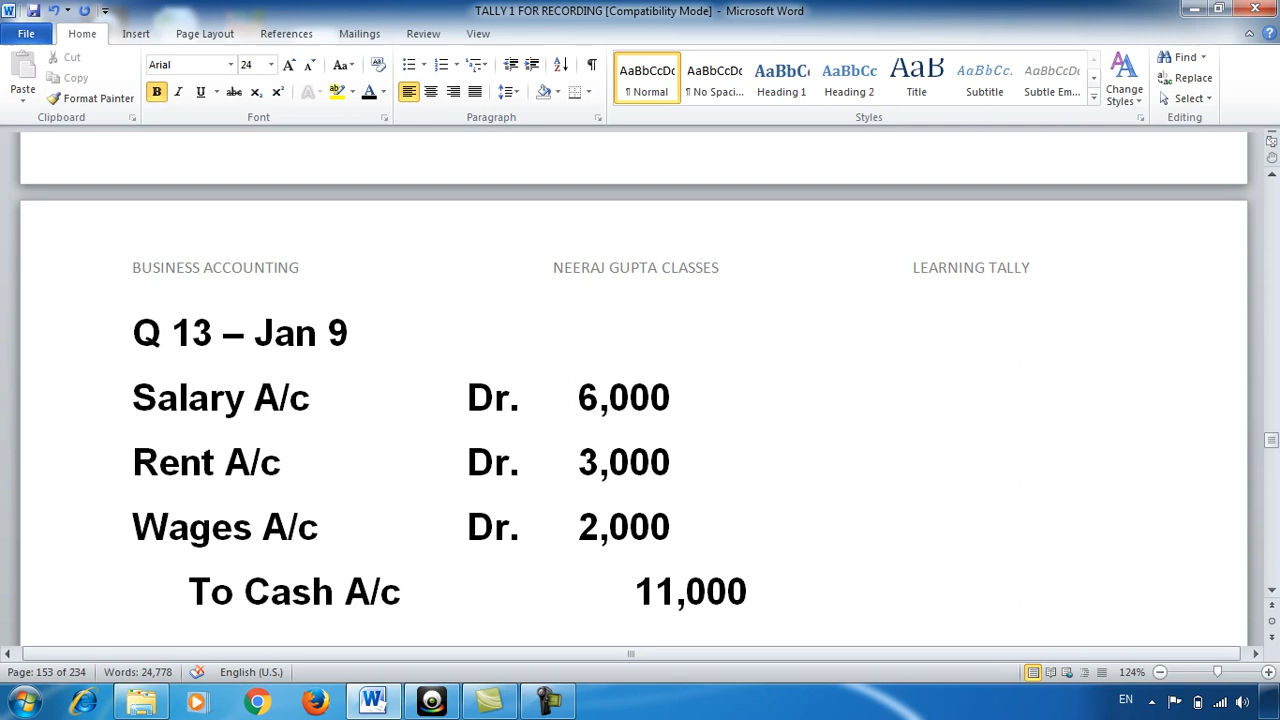 TALLY 1 FOR RECORDING [Compatibility Mode] - Microsoft Word
File Home Insert Page Layout References Mailings Review View
Cut
Copy
Paste
Format Painter
Clipboard
Arial 24
Font
Paragraph
AaBbCcDc AaBbCcDc AaBbCc AaBbCc AaB AaBbCc. AaBbCcDc
¶ Normal ¶ No Spaci... Heading 1 Heading 2 Title Subtitle Subtle Em...
Change Styles
Styles
Find
Replace
Select
Editing
BUSINESS ACCOUNTING NEERAJ GUPTA CLASSES LEARNING TALLY
Q 13 – Jan 9
Salary A/c Dr. 6,000
Rent A/c Dr. 3,000
Wages A/c Dr. 2,000
To Cash A/c 11,000
Page: 153 of 234 Words: 24,778 English (U.S.) 124%
EN